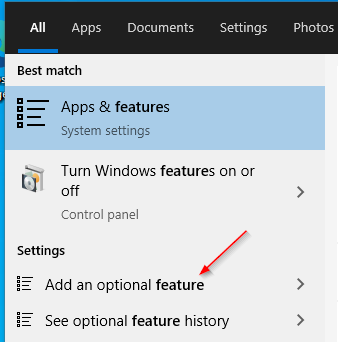 All Apps Documents Settings Photos
Best match
Apps & features
System settings
Turn Windows features on or
off
Control panel
Settings
Add an optional feature
See optional feature history